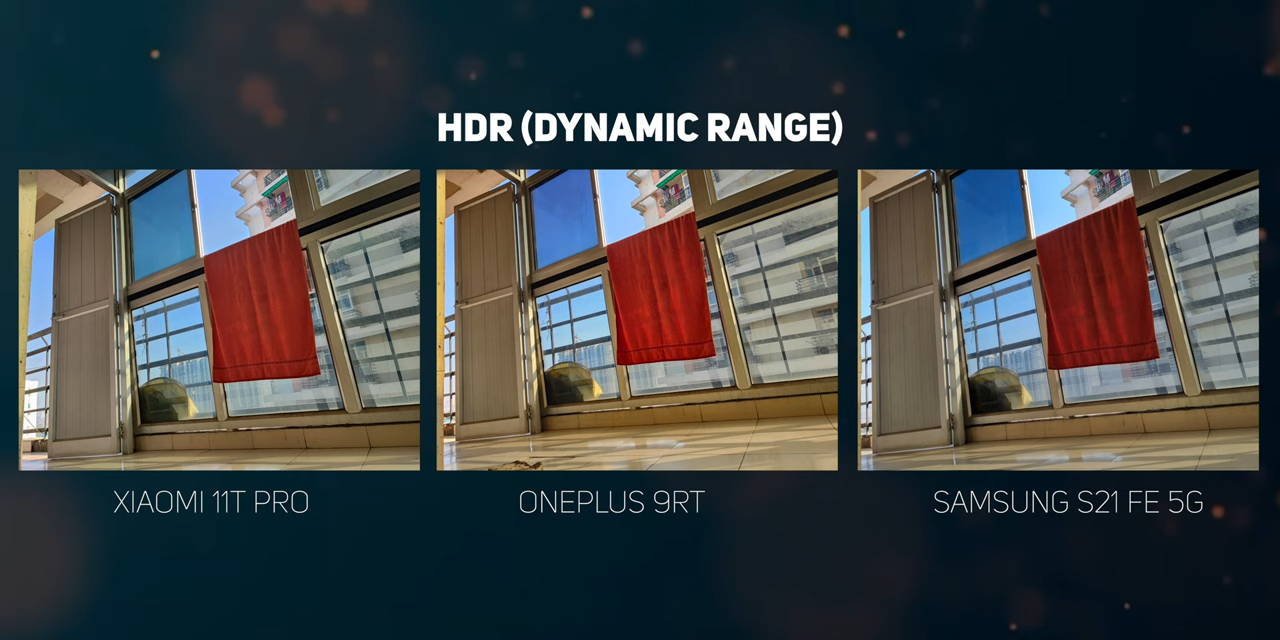 HDR (DYNAMIC RANGE)
XIAOMI 11T PRO
ONEPLUS 9RT
SAMSUNG S21 FE 5G